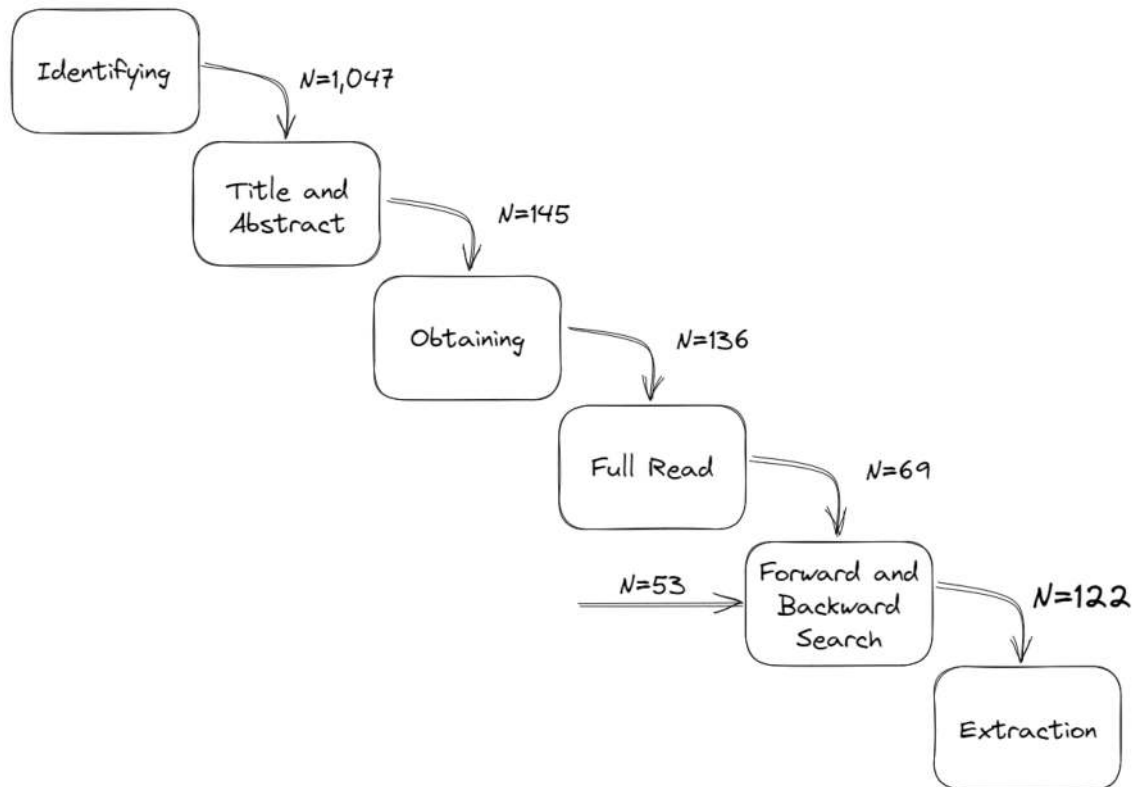 Identifying
N=1,047
Title and
Abstract
N=145
Obtaining
N=136
Full Read
N=69
N=53
Forward and
Backward
Search
N=122
Extraction